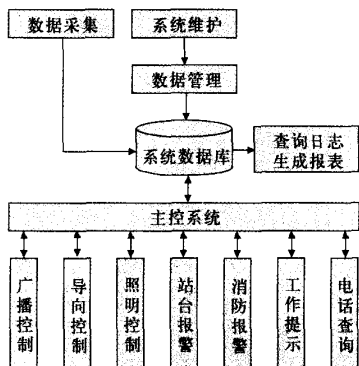 数据采集
系统维护
数据管理
系统数据库
查询日志
生成报表
主控系统
广播控制
导向控制
照明控制
站台报警
消防报警
工作提示
电话查询